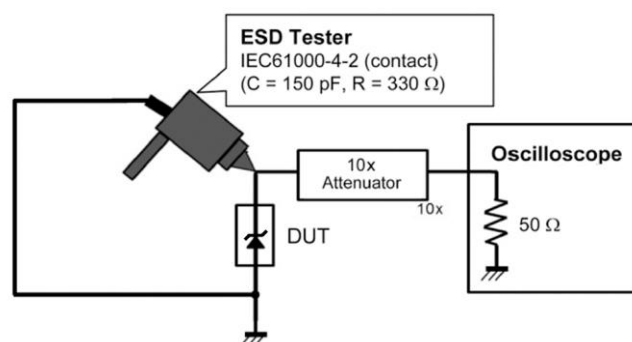 ESD Tester
IEC61000-4-2 (contact)
(C = 150 pF, R = 330 Ω)
10x
Attenuator
10x
Oscilloscope
50 Ω
DUT